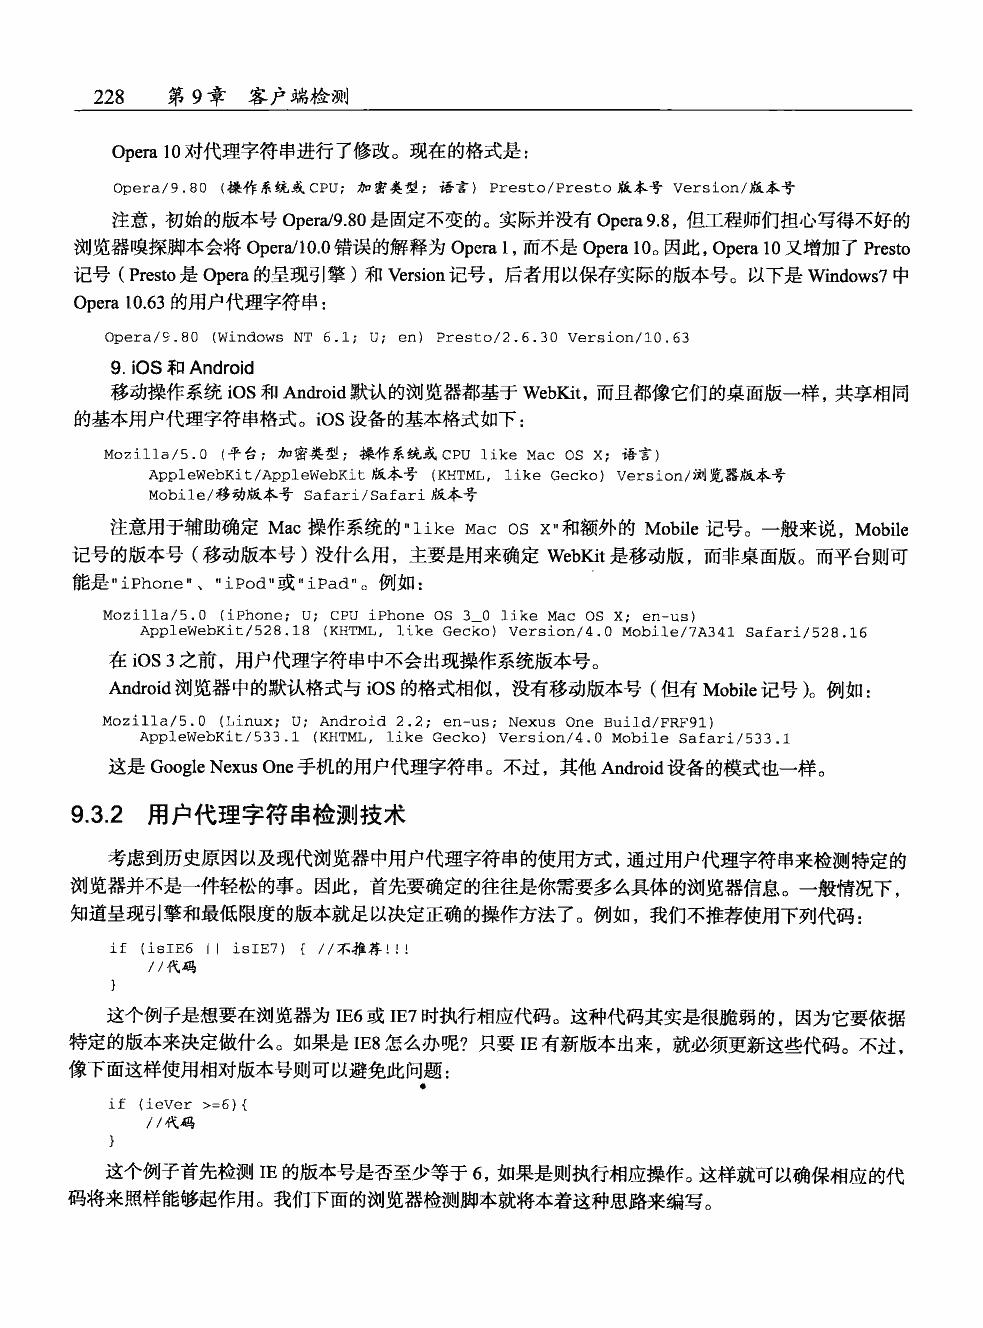 228 第9章 客户端检测
Opera 10对代理字符串进行了修改。现在的格式是：
Opera/9.80 (操作系统或CPU; 加密类型; 语言) Presto/Presto版本号 Version/版本号
注意，初始的版本号 Opera/9.80 是固定不变的。实际并没有 Opera 9.8，但工程师们担心写得不好的
浏览器嗅探脚本会将 Opera/10.0 错误的解释为 Opera 1，而不是 Opera 10。因此，Opera 10 又增加了 Presto
记号（Presto 是 Opera 的呈现引擎）和 Version 记号，后者用以保存实际的版本号。以下是 Windows7 中
Opera 10.63 的用户代理字符串：
Opera/9.80 (Windows NT 6.1; U; en) Presto/2.6.30 Version/10.63
9. iOS 和 Android
移动操作系统 iOS 和 Android 默认的浏览器都基于 WebKit，而且都像它们的桌面版一样，共享相同
的基本用户代理字符串格式。iOS 设备的基本格式如下：
Mozilla/5.0 (平台; 加密类型; 操作系统或 CPU like Mac OS X; 语言)
AppleWebKit/AppleWebKit 版本号 (KHTML, like Gecko) Version/浏览器版本号
Mobile/移动版本号 Safari/Safari 版本号
注意用于辅助确定 Mac 操作系统的"like Mac OS X"和额外的 Mobile 记号。一般来说，Mobile
记号的版本号（移动版本号）没什么用，主要是用来确定 WebKit 是移动版，而非桌面版。而平台则可
能是"iPhone"、"iPod"或"iPad"。例如：
Mozilla/5.0 (iPhone; U; CPU iPhone OS 3_0 like Mac OS X; en-us)
AppleWebKit/528.18 (KHTML, like Gecko) Version/4.0 Mobile/7A341 Safari/528.16
在 iOS 3 之前，用户代理字符串中不会出现操作系统版本号。
Android 浏览器中的默认格式与 iOS 的格式相似，没有移动版本号（但有 Mobile 记号）。例如：
Mozilla/5.0 (Linux; U; Android 2.2; en-us; Nexus One Build/FRF91)
AppleWebKit/533.1 (KHTML, like Gecko) Version/4.0 Mobile Safari/533.1
这是 Google Nexus One 手机的用户代理字符串。不过，其他 Android 设备的模式也一样。
9.3.2 用户代理字符串检测技术
考虑到历史原因以及现代浏览器中用户代理字符串的使用方式，通过用户代理字符串来检测特定的
浏览器并不是一件轻松的事。因此，首先要确定的往往是你需要多么具体的浏览器信息。一般情况下，
知道呈现引擎和最低限度的版本就足以决定正确的操作方法了。例如，我们不推荐使用下列代码：
if (isIE6 || isIE7) { //不推荐!!!
//代码
}
这个例子是想要在浏览器为 IE6 或 IE7 时执行相应代码。这种代码其实是很脆弱的，因为它要依据
特定的版本来决定做什么。如果是 IE8 怎么办呢？只要 IE 有新版本出来，就必须更新这些代码。不过，
像下面这样使用相对版本号则可以避免此问题：
if (ieVer >=6){
//代码
}
这个例子首先检测 IE 的版本号是否至少等于 6，如果是则执行相应操作。这样就可以确保相应的代
码将来照样能够起作用。我们下面的浏览器检测脚本就将本着这种思路来编写。